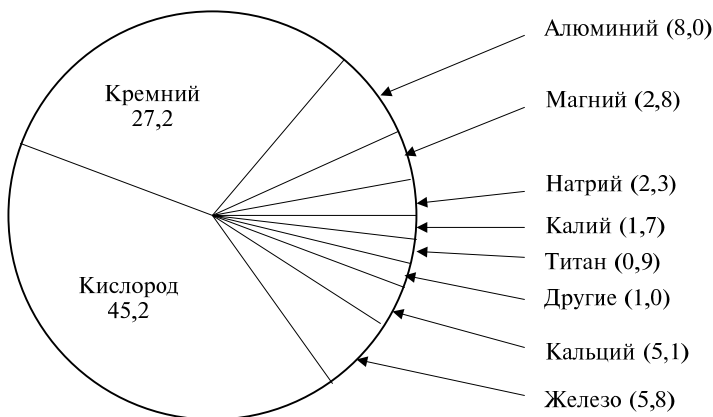 Алюминий (8,0)
Кремний
27,2
Магний (2,8)
Натрий (2,3)
Калий (1,7)
Титан (0,9)
Другие (1,0)
Кислород
45,2
Кальций (5,1)
Железо (5,8)